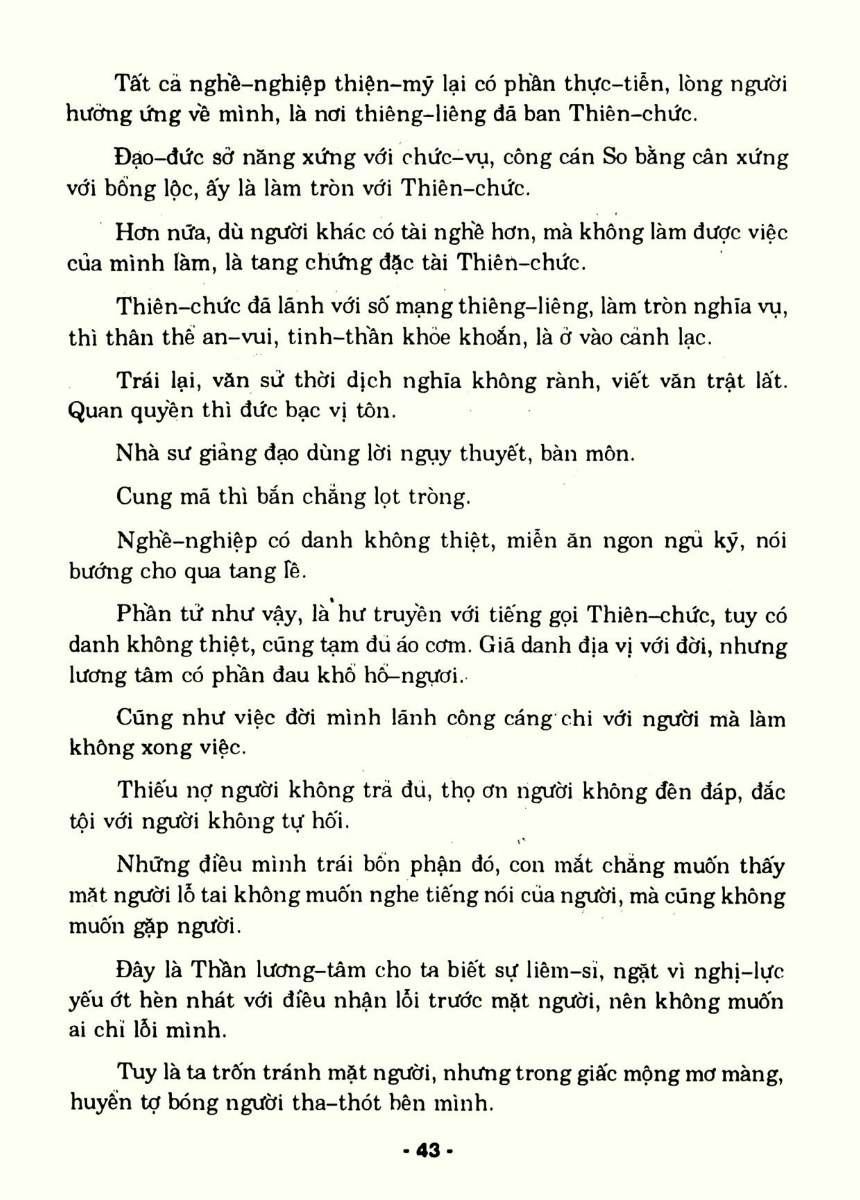 Tất cả nghề-nghiệp thiện-mỹ lại có phần thực-tiễn, lòng người
hưởng ứng về mình, là nơi thiêng-liêng đã ban Thiên-chức.
Đạo-đức sở năng xứng với chức-vụ, công cán So bằng cân xứng
với bổng lộc, ấy là làm tròn với Thiên-chức.
Hơn nữa, dù người khác có tài nghề hơn, mà không làm được việc
của mình làm, là tang chứng đặc tài Thiên-chức.
Thiên-chức đã lãnh với số mạng thiêng-liêng, làm tròn nghĩa vụ,
thì thân thể an-vui, tinh-thần khỏe khoắn, là ở vào cảnh lạc.
Trái lại, văn sử thời dịch nghĩa không rành, viết văn trật lất.
Quan quyền thì đức bạc vị tôn.
Nhà sư giảng đạo dùng lời ngụy thuyết, bàn môn.
Cung mã thì bắn chẳng lọt tròng.
Nghề-nghiệp có danh không thiệt, miễn ăn ngon ngủ kỹ, nói
bướng cho qua tang lề.
Phần tử như vậy, là hư truyền với tiếng gọi Thiên-chức, tuy có
danh không thiệt, cũng tạm đủ áo cơm. Giã danh địa vị với đời, nhưng
lương tâm có phần đau khổ hổ-ngươi.
Cũng như việc đời mình lãnh công cáng chi với người mà làm
không xong việc.
Thiếu nợ người không trả đủ, thọ ơn người không đền đáp, đắc
tội với người không tự hối.
Những điều mình trái bổn phận đó, con mắt chẳng muốn thấy
mặt người lỗ tai không muốn nghe tiếng nói của người, mà cũng không
muốn gặp người.
Đây là Thần lương-tâm cho ta biết sự liêm-sỉ, ngặt vì nghị-lực
yếu ớt hèn nhát với điều nhận lỗi trước mặt người, nên không muốn
ai chỉ lỗi mình.
Tuy là ta trốn tránh mặt người, nhưng trong giấc mộng mơ màng,
huyển tợ bóng người tha-thót bên mình.
- 43 -